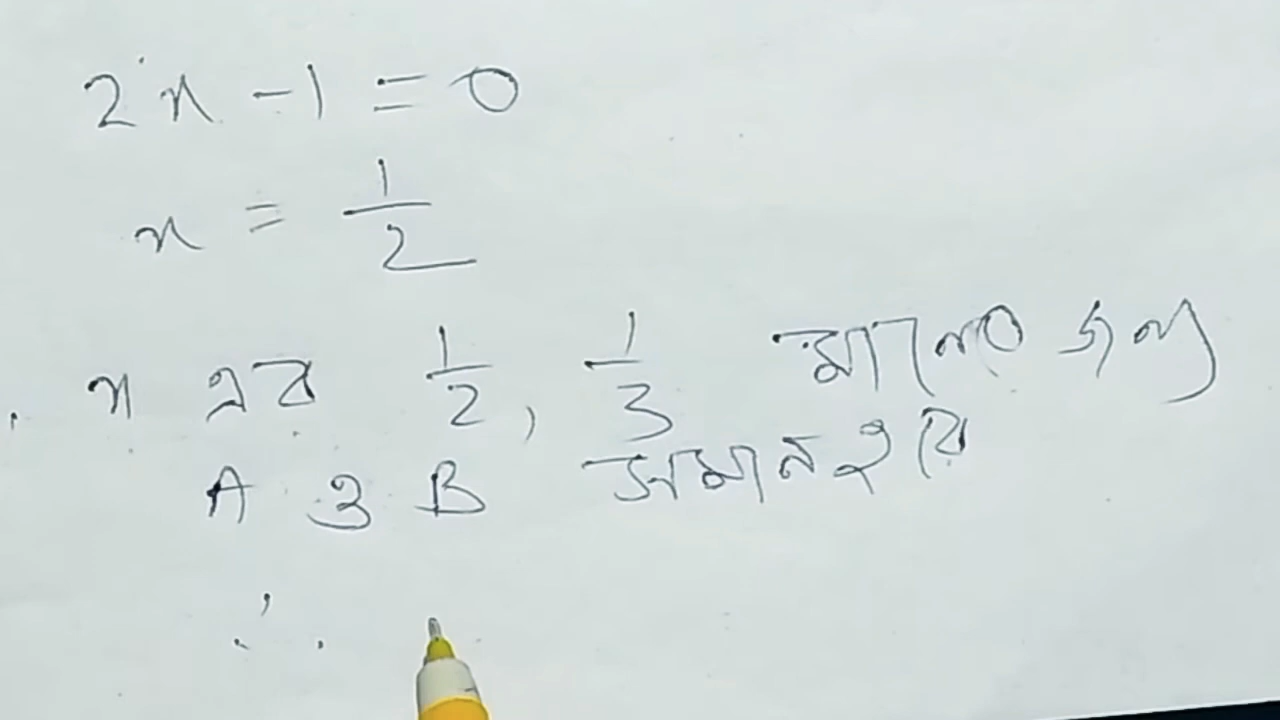 2x - 1 = 0
x = 1/2
x এর 1/2, 1/3 মানের জন্য
A ও B সমান হবে
∴